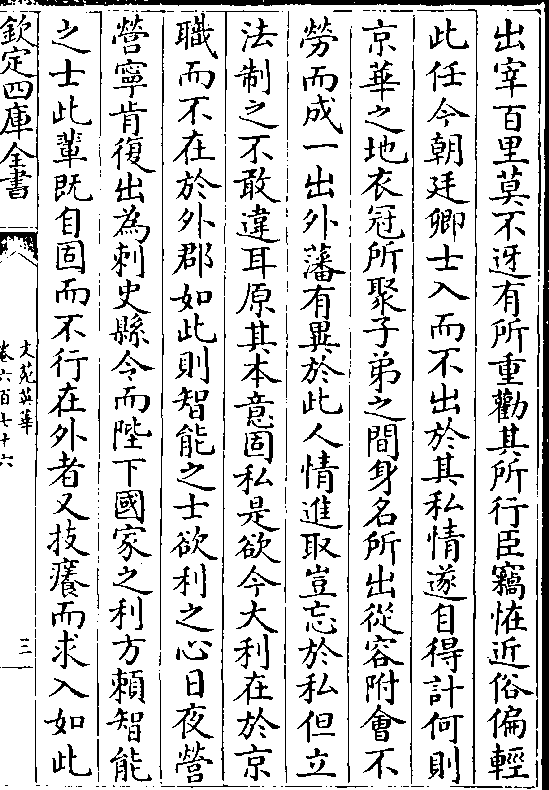 出宰百里莫不迓有所重勸其所行臣竊怪近俗偏輕
此任今朝廷卿士入而不出於其私情遂自得計何則
京華之地衣冠所聚子弟之間身名所出從容附會不
勞而成一出外藩有異於此人情進取豈忘於私但立
法制之不敢違耳原其本意固私是欲今大利在於京
職而不在於外郡如此則智能之士欲利之心日夜營
營寧肯復出為刺史縣令而陛下國家之利方賴智能
之士此輩既自固而不行在外者又技癢而求入如此
欽定四庫全書
文苑英華
卷六百七十六
三